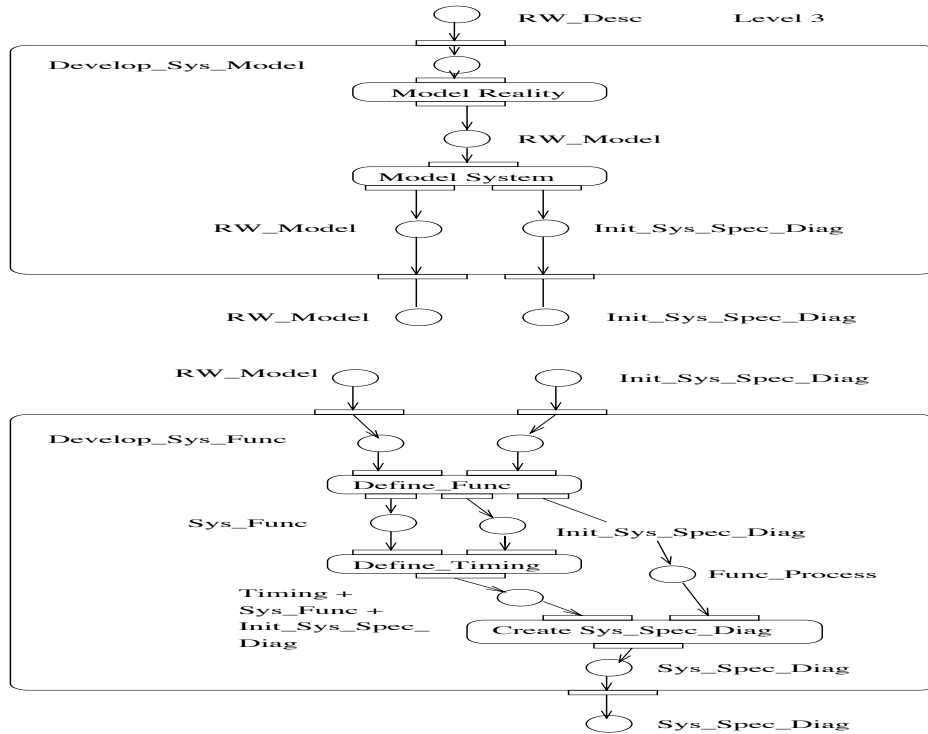 RW_Desc Level 3
Develop_Sys_Model
Model Reality
RW_Model
Model System
RW_Model Init_Sys_Spec_Diag
RW_Model Init_Sys_Spec_Diag
RW_Model Init_Sys_Spec_Diag
Develop_Sys_Func
Define_Func
Sys_Func
Init_Sys_Spec_Diag
Define_Timing
Func_Process
Timing +
Sys_Func +
Init_Sys_Spec_
Diag
Create Sys_Spec_Diag
Sys_Spec_Diag
Sys_Spec_Diag